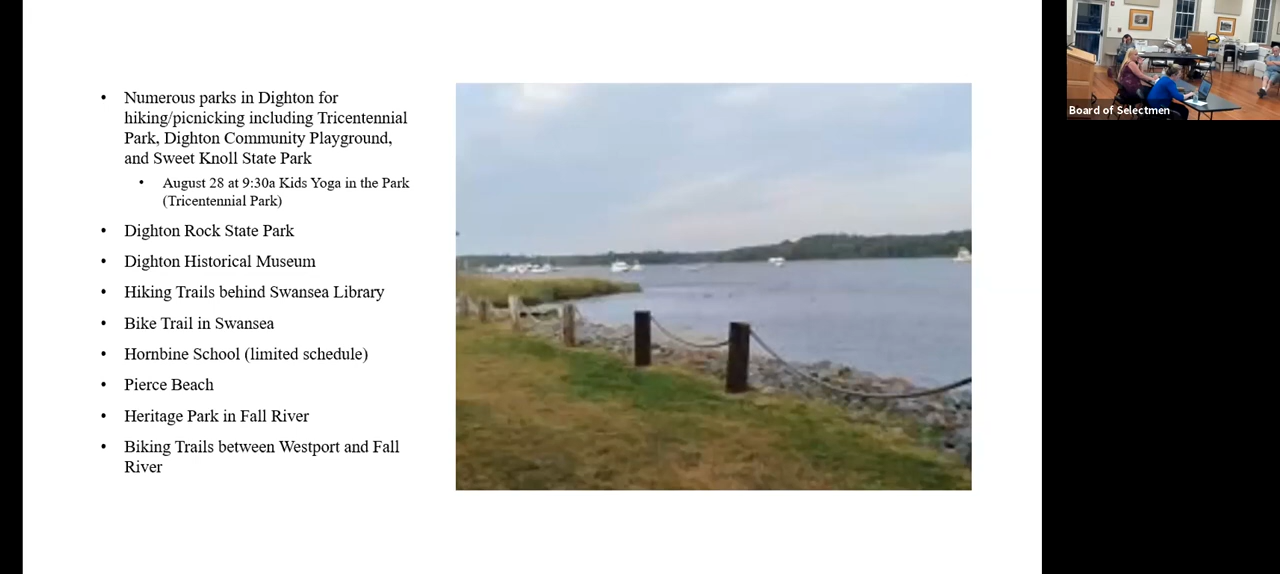 Numerous parks in Dighton for
hiking/picnicking including Tricentennial
Park, Dighton Community Playground,
and Sweet Knoll State Park
August 28 at 9:30a Kids Yoga in the Park
(Tricentennial Park)
Dighton Rock State Park
Dighton Historical Museum
Hiking Trails behind Swansea Library
Bike Trail in Swansea
Hornbine School (limited schedule)
Pierce Beach
Heritage Park in Fall River
Biking Trails between Westport and Fall
River
Board of Selectmen